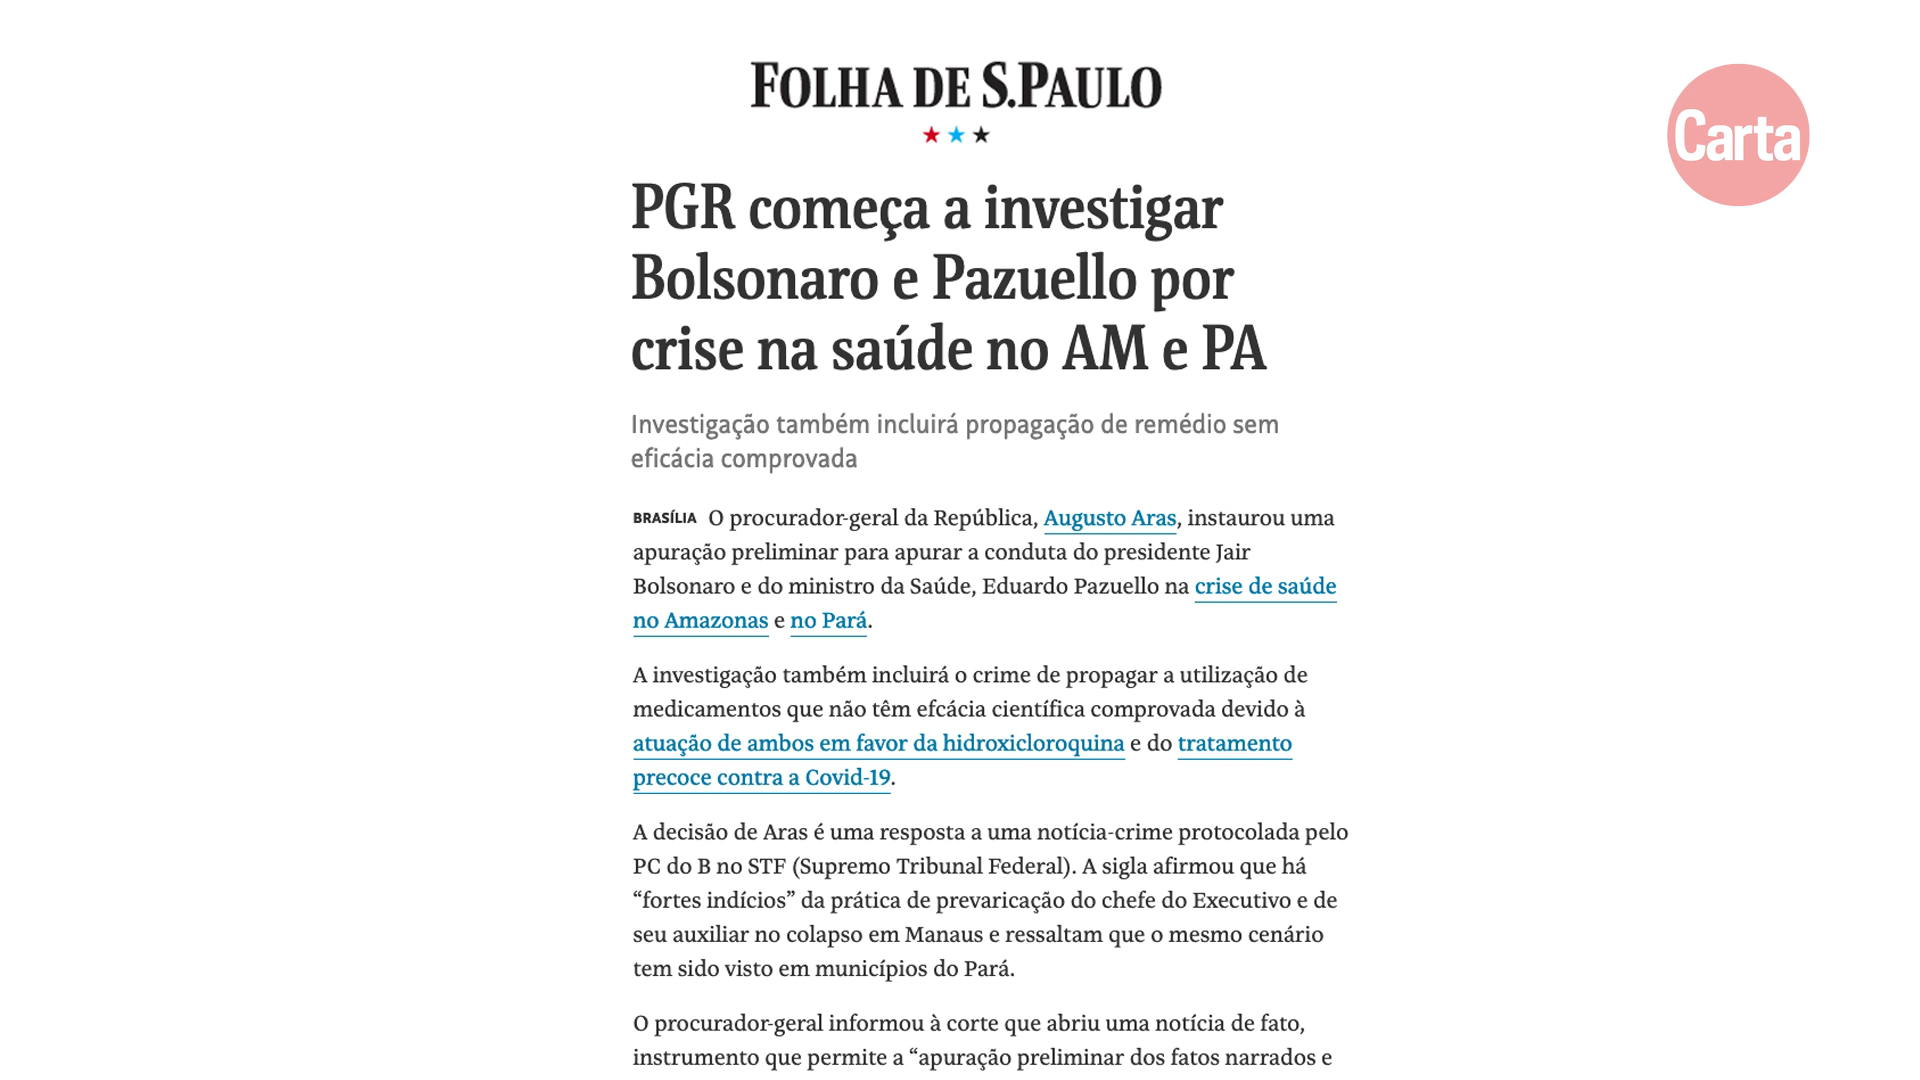 FOLHA DE S.PAULO
Carta
PGR começa a investigar
Bolsonaro e Pazuello por
crise na saúde no AM e PA
Investigação também incluirá propagação de remédio sem
eficácia comprovada
BRASÍLIA O procurador-geral da República, Augusto Aras, instaurou uma
apuração preliminar para apurar a conduta do presidente Jair
Bolsonaro e do ministro da Saúde, Eduardo Pazuello na crise de saúde
no Amazonas e no Pará.
A investigação também incluirá o crime de propagar a utilização de
medicamentos que não têm efcácia científica comprovada devido à
atuação de ambos em favor da hidroxicloroquina e do tratamento
precoce contra a Covid-19.
A decisão de Aras é uma resposta a uma notícia-crime protocolada pelo
PC do B no STF (Supremo Tribunal Federal). A sigla afirmou que há
“fortes indícios” da prática de prevaricação do chefe do Executivo e de
seu auxiliar no colapso em Manaus e ressaltam que o mesmo cenário
tem sido visto em municípios do Pará.
O procurador-geral informou à corte que abriu uma notícia de fato,
instrumento que permite a “apuração preliminar dos fatos narrados e